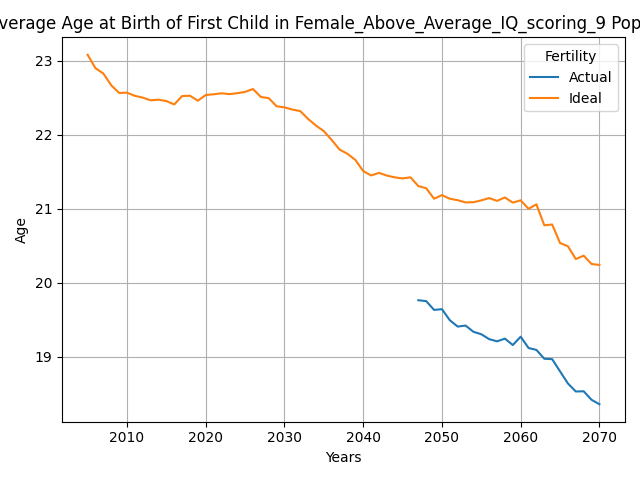 verage Age at Birth of First Child in Female_Above_Average_IQ_scoring_9 Pop
Fertility
Actual
Ideal
23
22
21
20
19
Age
2010 2020 2030 2040 2050 2060 2070
Years